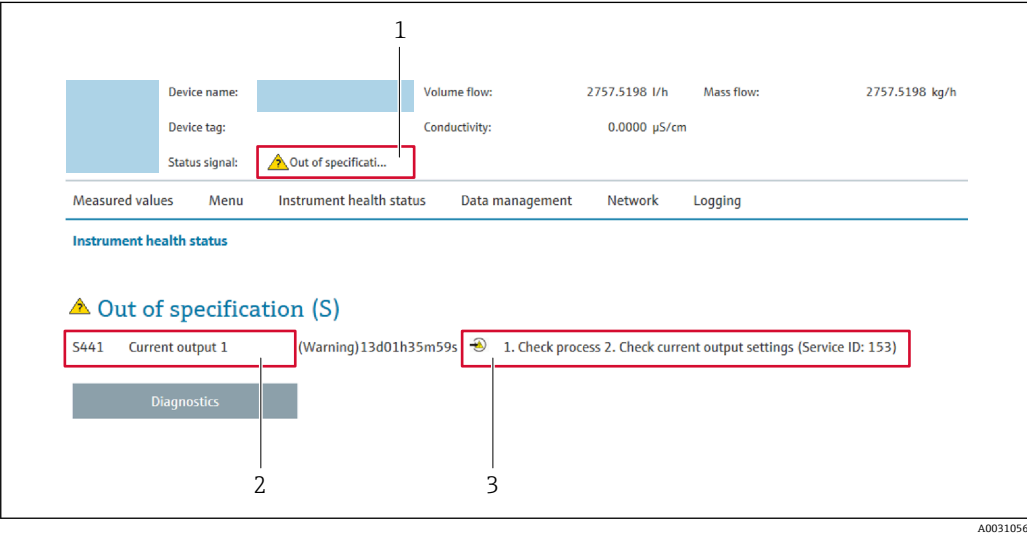 1
Device name: Volume flow: 2757.5198 l/h Mass flow: 2757.5198 kg/h
Device tag: Conductivity: 0.0000 µS/cm
Status signal: Out of specificati...
Measured values Menu Instrument health status Data management Network Logging
Instrument health status
Out of specification (S)
S441 Current output 1 (Warning)13d01h35m59s 1. Check process 2. Check current output settings (Service ID: 153)
Diagnostics
2 3
A0031056